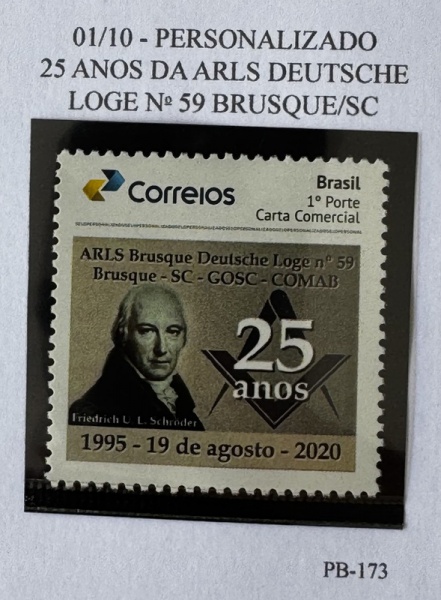 01/10 - PERSONALIZADO
25 ANOS DA ARLS DEUTSCHE
LOGE Nº 59 BRUSQUE/SC
Correios
Brasil
1º Porte
Carta Comercial
ARLS Brusque Deutsche Loge nº 59
Brusque - SC - GOSC - COMAB
25
anos
Friedrich U. L. Schröder
1995 - 19 de agosto - 2020
PB-173